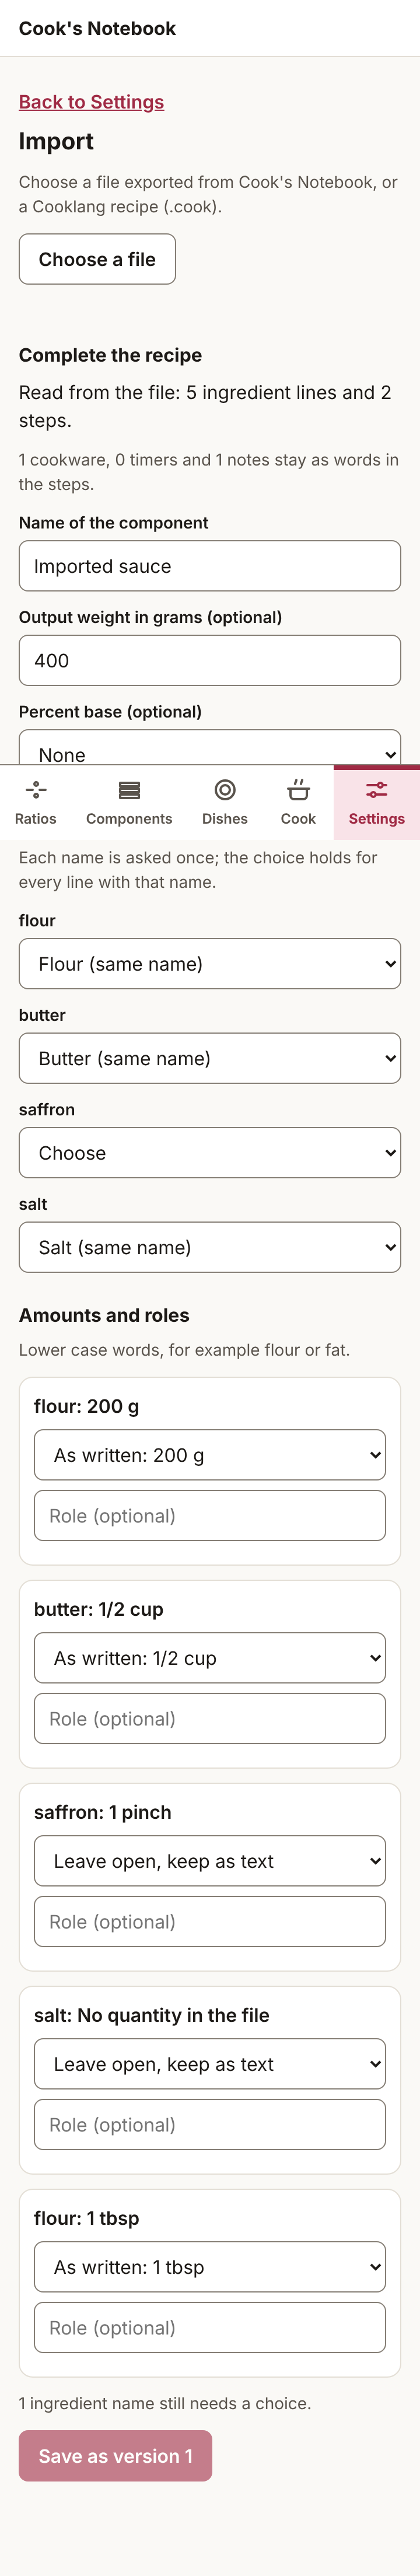 Cook's Notebook
Back to Settings
Import
Choose a file exported from Cook's Notebook, or
a Cooklang recipe (.cook).
Choose a file
Complete the recipe
Read from the file: 5 ingredient lines and 2
steps.
1 cookware, 0 timers and 1 notes stay as words in
the steps.
Name of the component
Imported sauce
Output weight in grams (optional)
400
Percent base (optional)
None
Ratios
Components
Dishes
Cook
Settings
Each name is asked once; the choice holds for
every line with that name.
flour
Flour (same name)
butter
Butter (same name)
saffron
Choose
salt
Salt (same name)
Amounts and roles
Lower case words, for example flour or fat.
flour: 200 g
As written: 200 g
Role (optional)
butter: 1/2 cup
As written: 1/2 cup
Role (optional)
saffron: 1 pinch
Leave open, keep as text
Role (optional)
salt: No quantity in the file
Leave open, keep as text
Role (optional)
flour: 1 tbsp
As written: 1 tbsp
Role (optional)
1 ingredient name still needs a choice.
Save as version 1